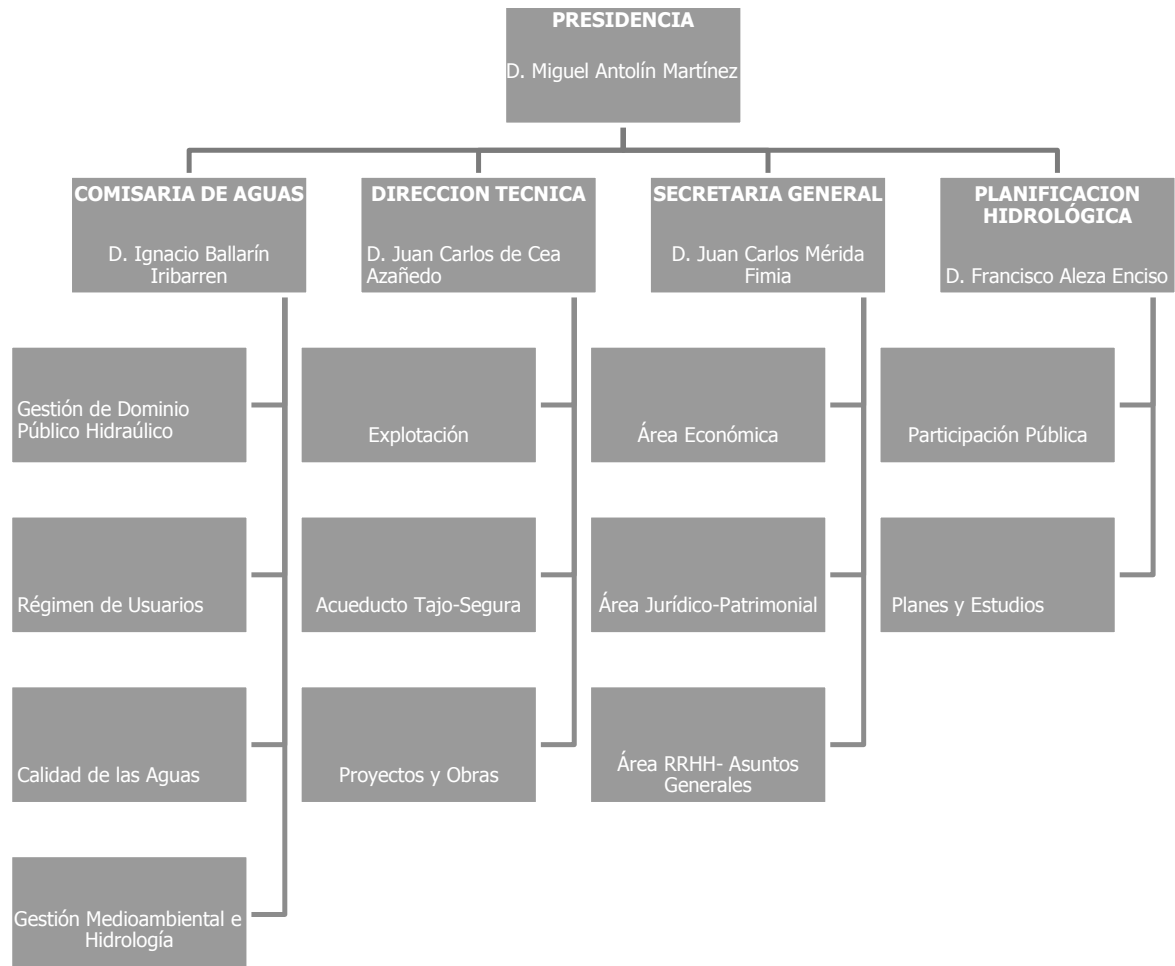 PRESIDENCIA
D. Miguel Antolín Martínez
COMISARIA DE AGUAS
D. Ignacio Ballarín
Iribarren
DIRECCION TECNICA
D. Juan Carlos de Cea
Azañedo
SECRETARIA GENERAL
D. Juan Carlos Mérida
Fimia
PLANIFICACION
HIDROLÓGICA
D. Francisco Aleza Enciso
Gestión de Dominio
Público Hidraúlico
Explotación
Área Económica
Participación Pública
Régimen de Usuarios
Acueducto Tajo-Segura
Área Jurídico-Patrimonial
Planes y Estudios
Calidad de las Aguas
Proyectos y Obras
Área RRHH- Asuntos
Generales
Gestión Medioambiental e
Hidrología